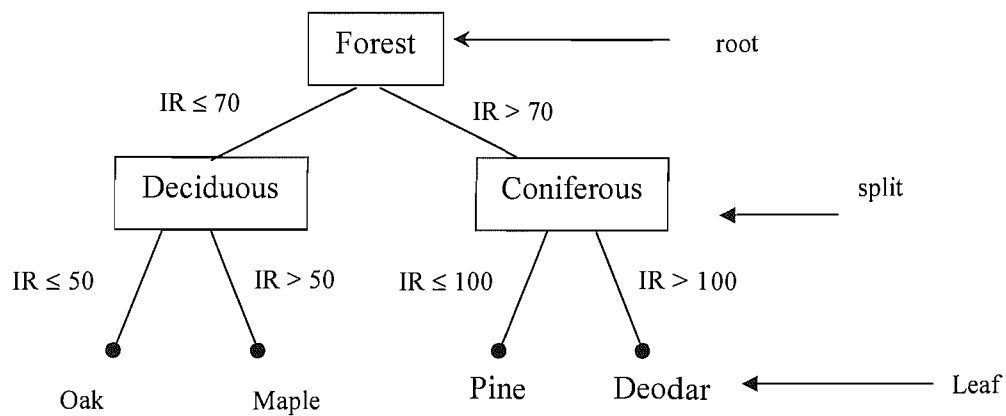 Forest
root
IR ≤ 70
IR > 70
Deciduous
Coniferous
split
IR ≤ 50
IR > 50
IR ≤ 100
IR > 100
Oak
Maple
Pine
Deodar
Leaf